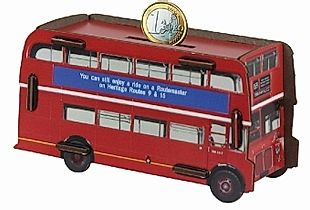 You can still enjoy a ride on a Routemaster
on Heritage Routes 9 & 15